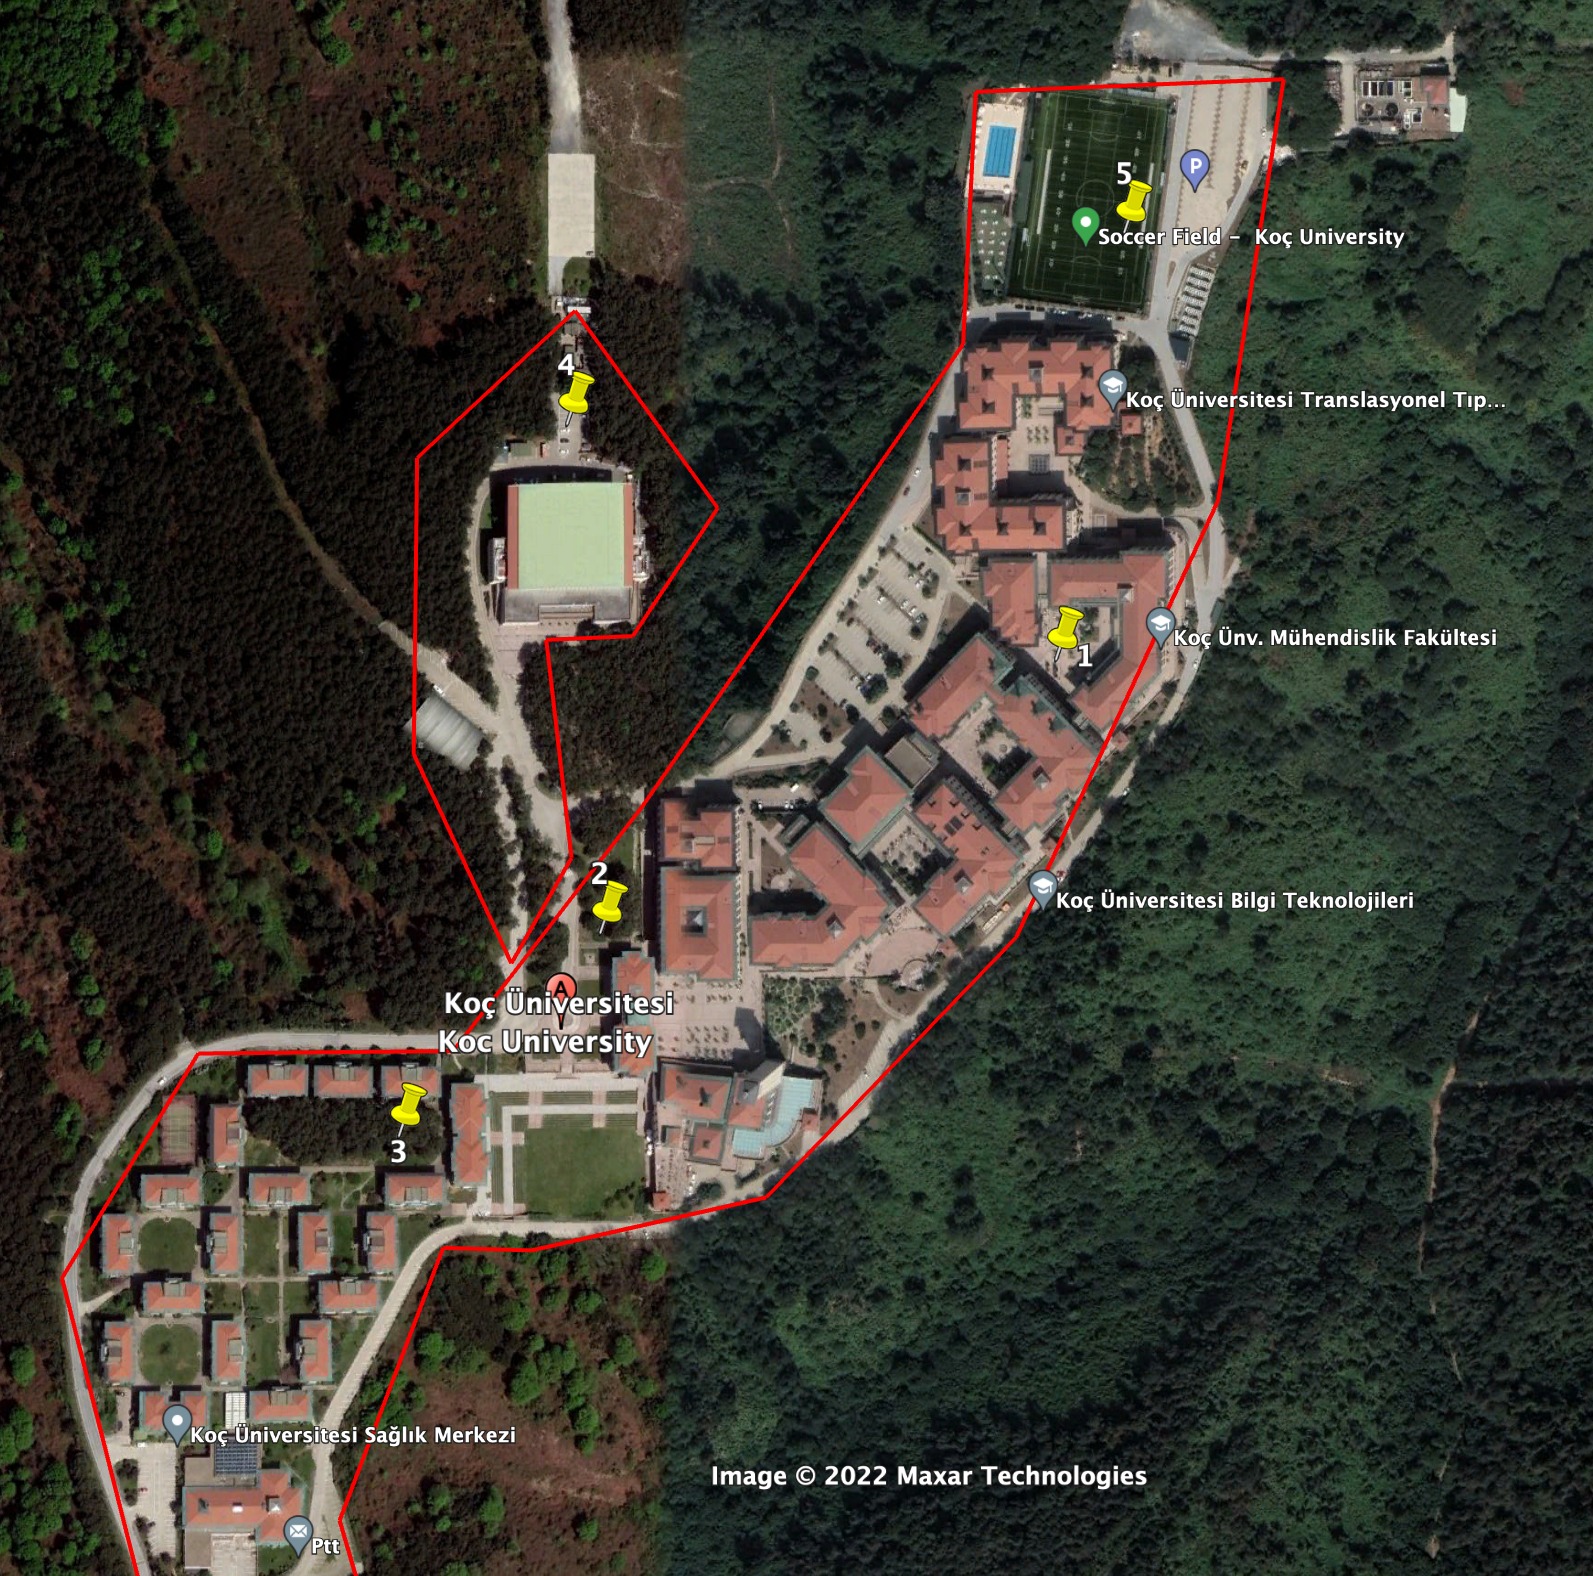 5
P
Soccer Field - Koç University
4
Koç Üniversitesi Translasyonel Tıp...
Koç Ünv. Mühendislik Fakültesi
1
2
Koç Üniversitesi Bilgi Teknolojileri
A
Koç Üniversitesi
Koc University
3
Koç Üniversitesi Sağlık Merkezi
Image © 2022 Maxar Technologies
Ptt